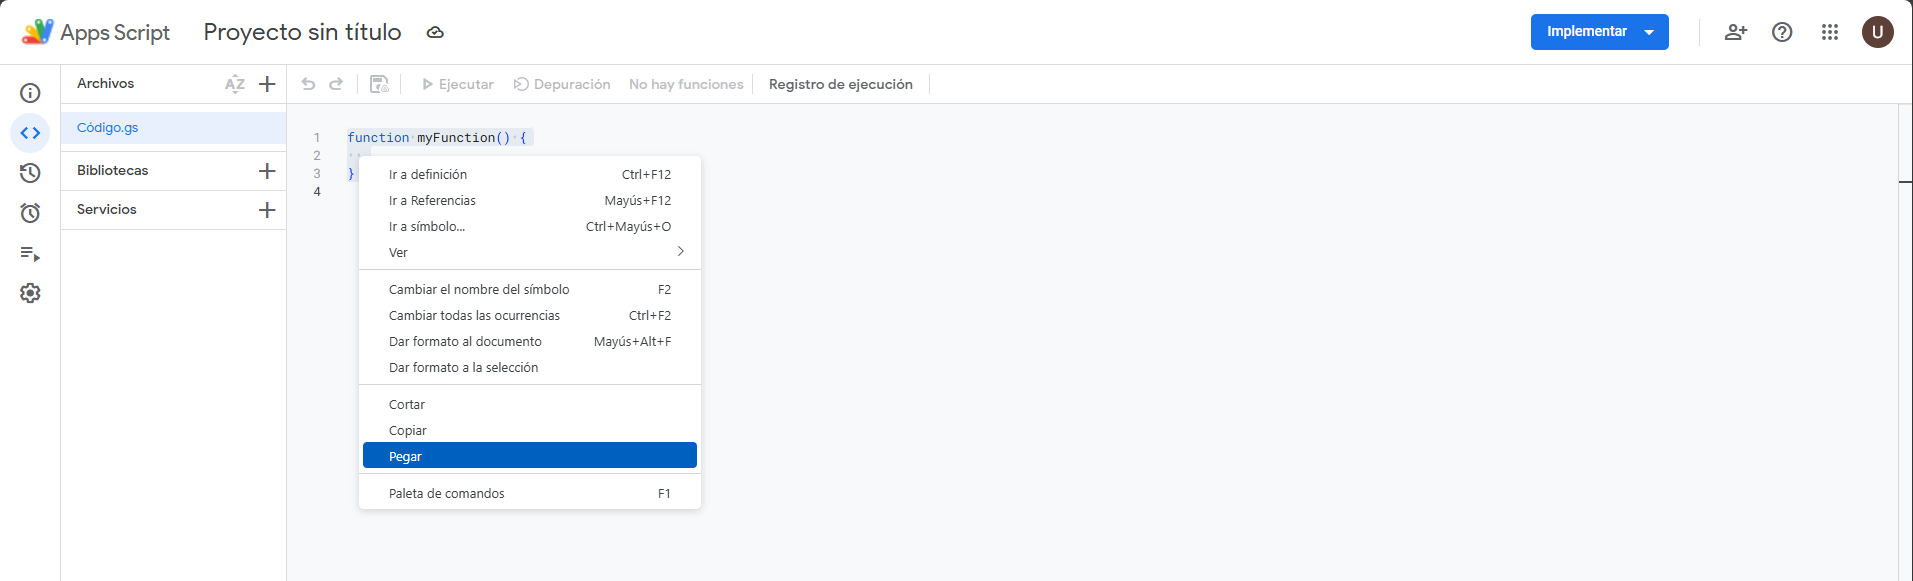 Apps Script Proyecto sin título Implementar U
Archivos AZ Ejecutar Depuración No hay funciones Registro de ejecución
Código.gs
Bibliotecas
Servicios
1 function myFunction() {
2
3 }
4
Ir a definición Ctrl+F12
Ir a Referencias Mayús+F12
Ir a símbolo... Ctrl+Mayús+O
Ver
Cambiar el nombre del símbolo F2
Cambiar todas las ocurrencias Ctrl+F2
Dar formato al documento Mayús+Alt+F
Dar formato a la selección
Cortar
Copiar
Pegar
Paleta de comandos F1